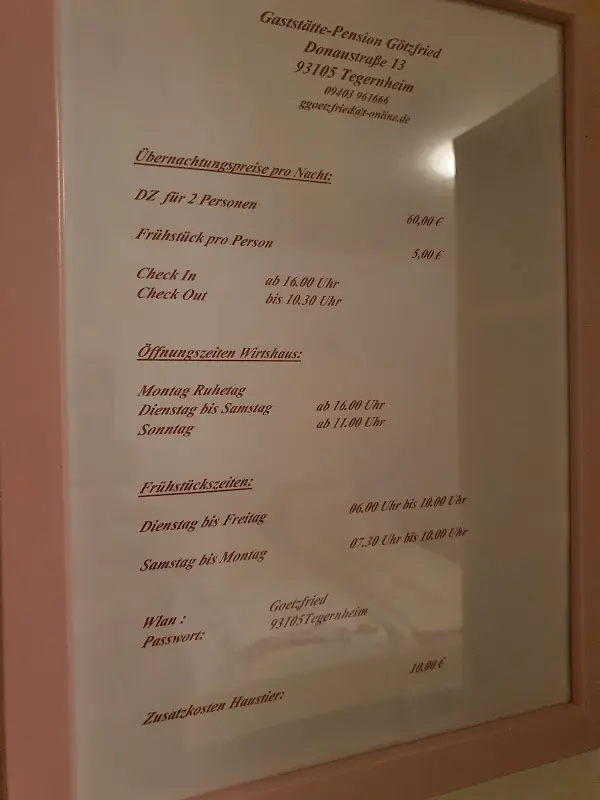 Gaststätte-Pension Götzfried
Donaustraße 13
93105 Tegernheim
09403 961666
ggoetzfried@t-online.de
Übernachtungspreise pro Nacht:
DZ für 2 Personen 60,00 €
Frühstück pro Person 5,00 €
Check In ab 16.00 Uhr
Check Out bis 10.30 Uhr
Öffnungszeiten Wirtshaus:
Montag Ruhetag
Dienstag bis Samstag ab 16.00 Uhr
Sonntag ab 11.00 Uhr
Frühstückszeiten:
Dienstag bis Freitag 06.00 Uhr bis 10.00 Uhr
Samstag bis Montag 07.30 Uhr bis 10.00 Uhr
Wlan : Goetzfried
Passwort: 93105Tegernheim
Zusatzkosten Haustier: 10,00 €